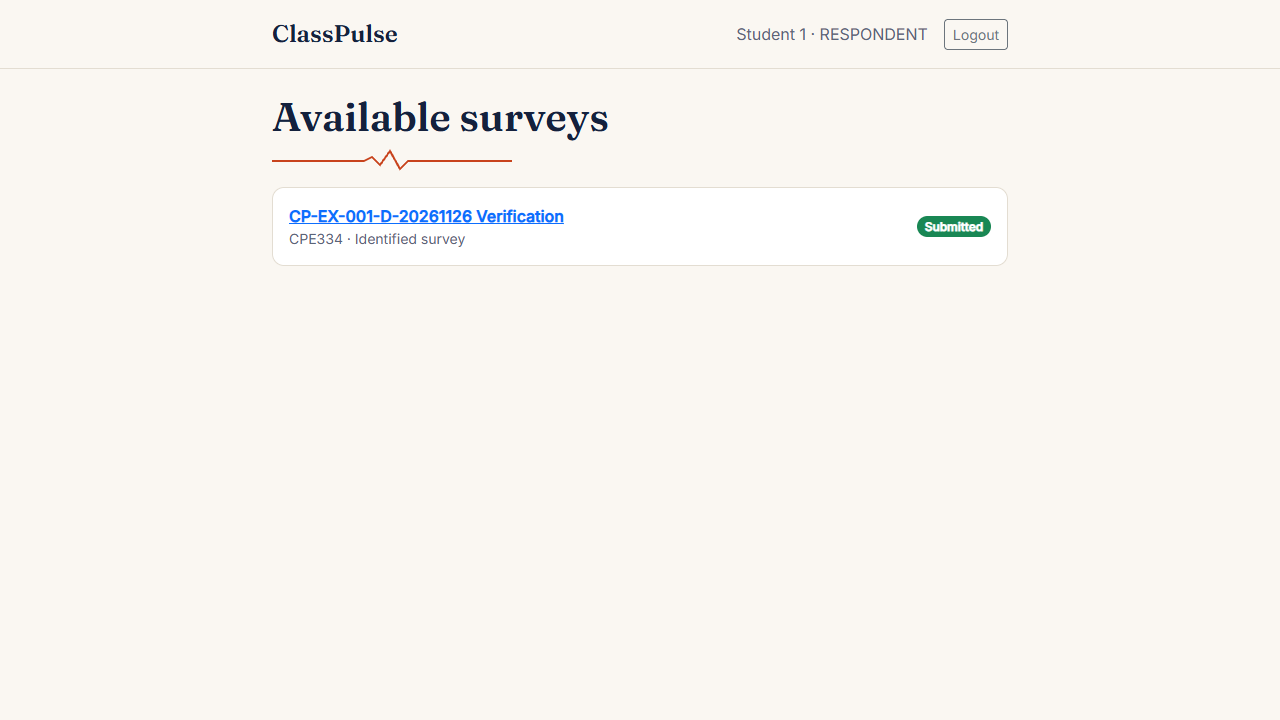 ClassPulse
Student 1 · RESPONDENT
Logout
Available surveys
CP-EX-001-D-20261126 Verification
CPE334 · Identified survey
Submitted